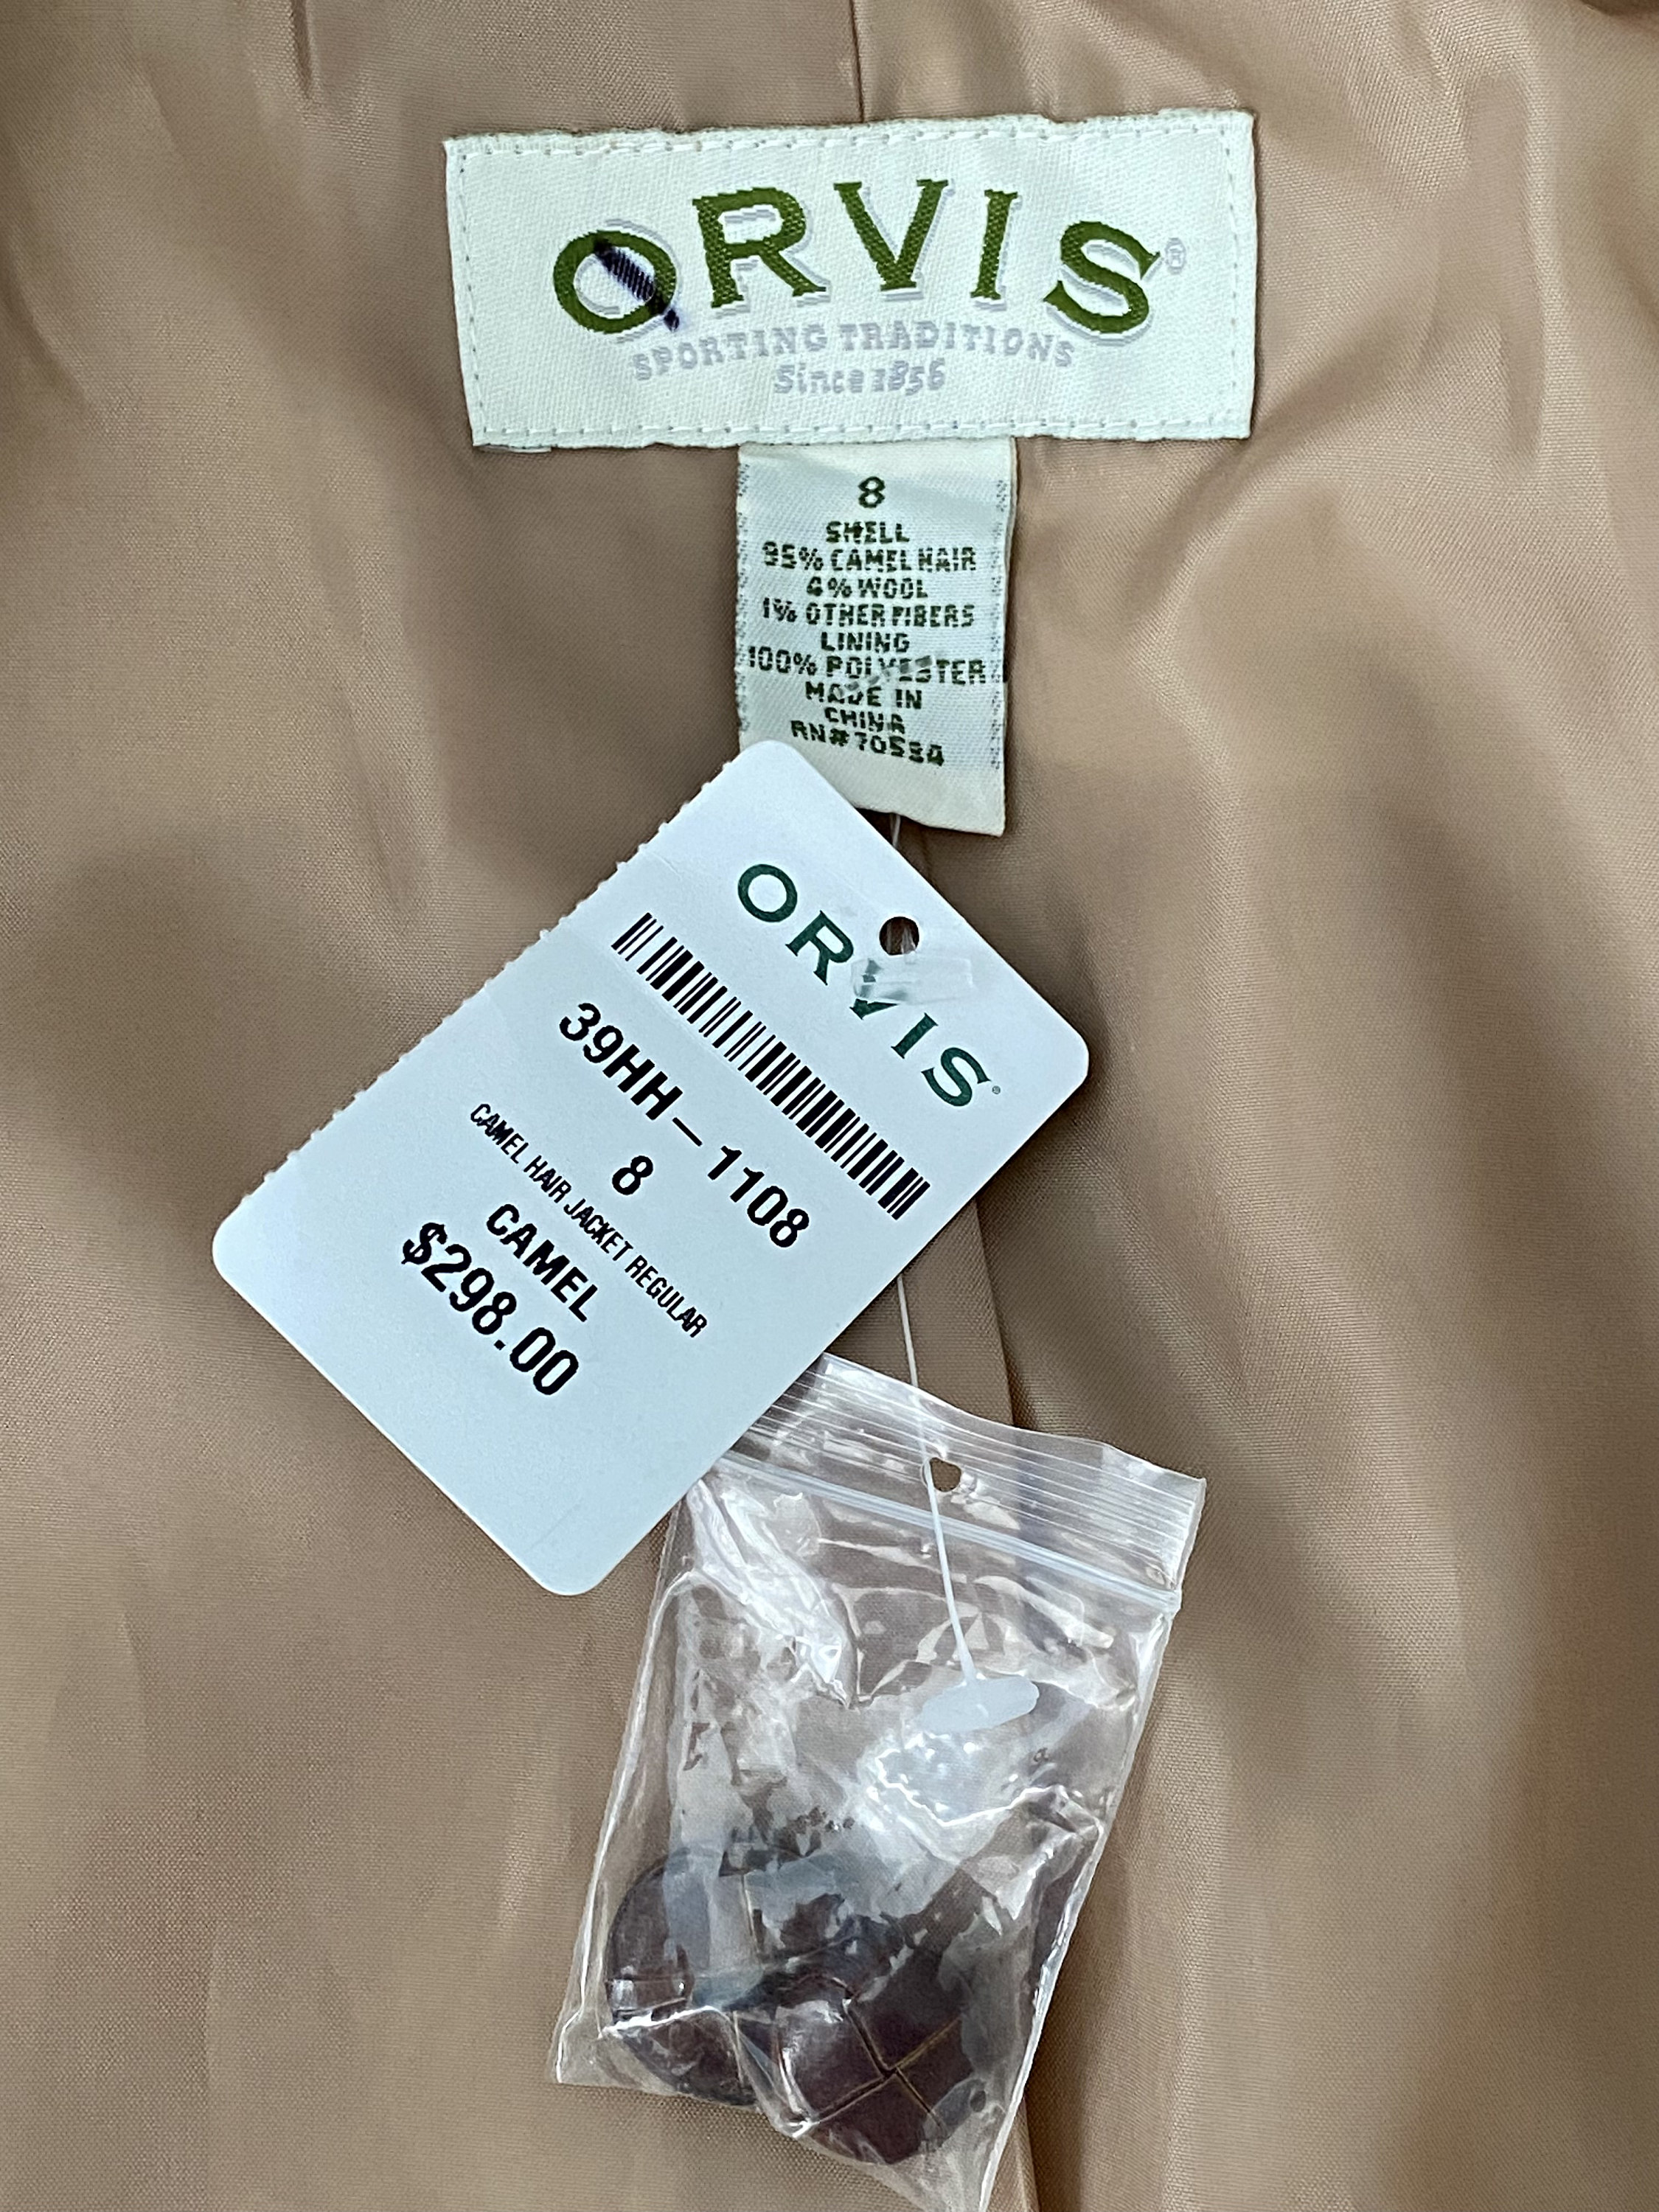 ORVIS®
SPORTING TRADITIONS
Since 1856
8
SHELL
95% CAMEL HAIR
4% WOOL
1% OTHER FIBERS
LINING
100% POLYESTER
MADE IN
CHINA
RN#70534
ORVIS
39HH-1108
8
CAMEL HAIR JACKET REGULAR
CAMEL
$298.00